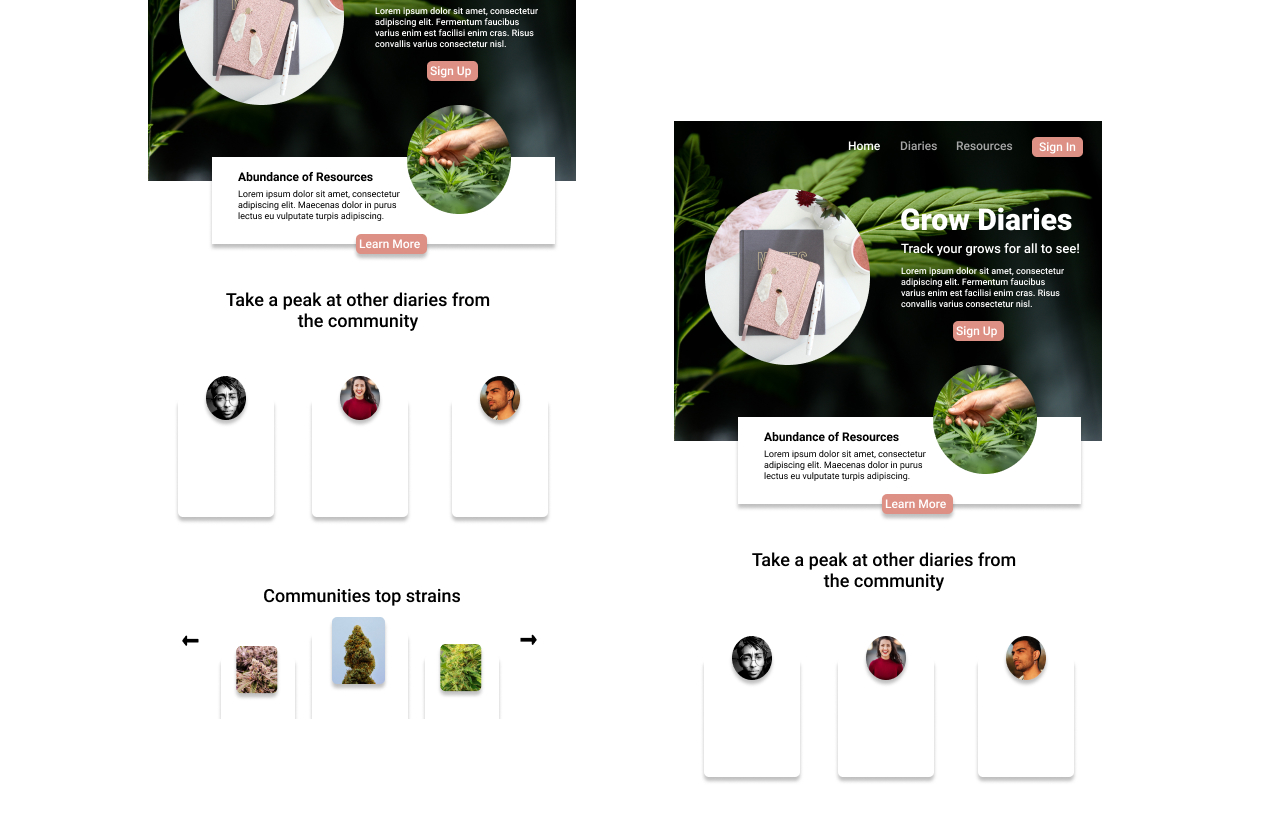 Lorem ipsum dolor sit amet, consectetur
adipiscing elit. Fermentum faucibus
varius enim est facilisi enim cras. Risus
convallis varius consectetur nisl.
Sign Up
Abundance of Resources
Lorem ipsum dolor sit amet, consectetur
adipiscing elit. Maecenas dolor in purus
lectus eu vulputate turpis adipiscing.
Learn More
Take a peak at other diaries from
the community
Communities top strains
Home
Diaries
Resources
Sign In
Grow Diaries
Track your grows for all to see!
NOTES
Lorem ipsum dolor sit amet, consectetur
adipiscing elit. Fermentum faucibus
varius enim est facilisi enim cras. Risus
convallis varius consectetur nisl.
Sign Up
Abundance of Resources
Lorem ipsum dolor sit amet, consectetur
adipiscing elit. Maecenas dolor in purus
lectus eu vulputate turpis adipiscing.
Learn More
Take a peak at other diaries from
the community